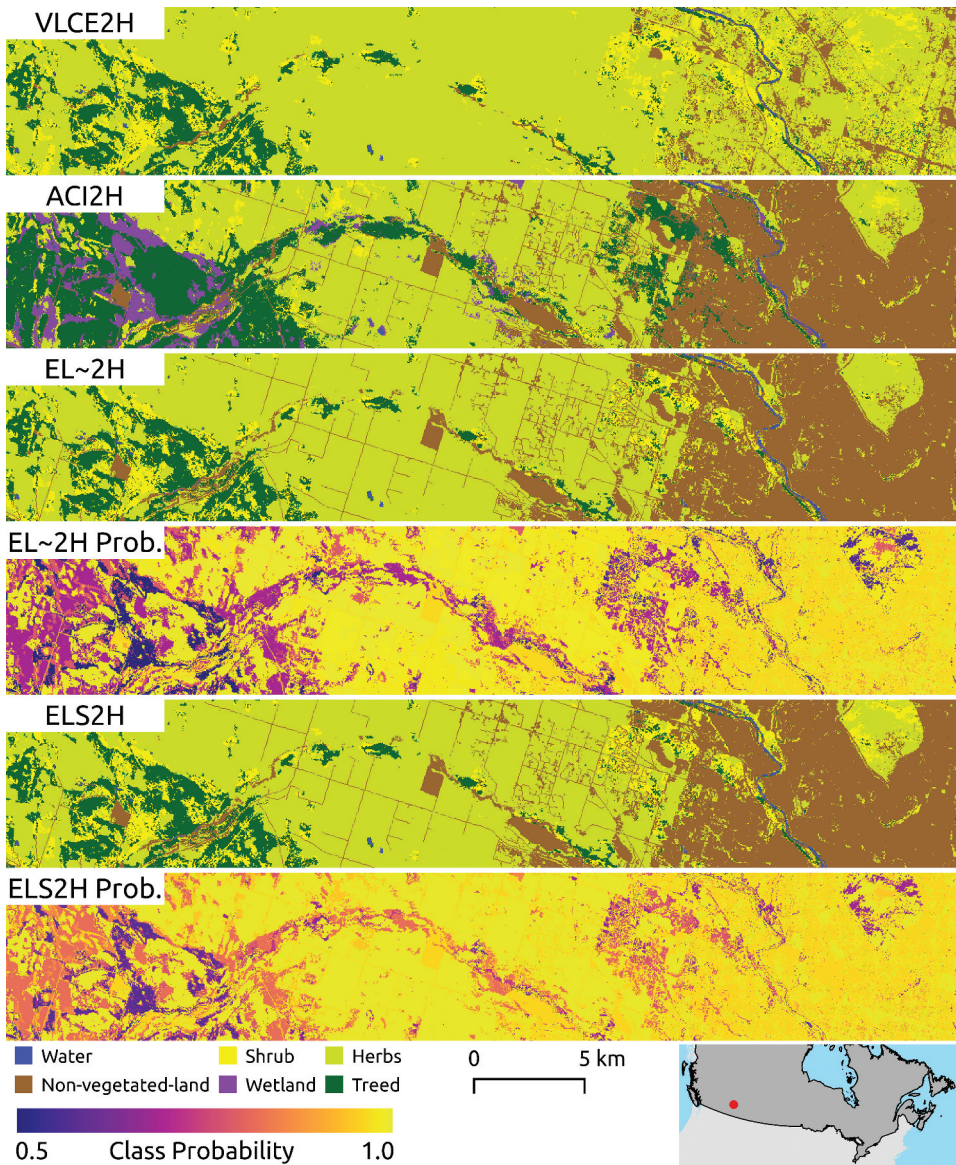 VLCE2H
ACI2H
EL~2H
EL~2H Prob.
ELS2H
ELS2H Prob.
Water Shrub Herbs
Non-vegetated-land Wetland Treed
0 5 km
0.5 Class Probability 1.0